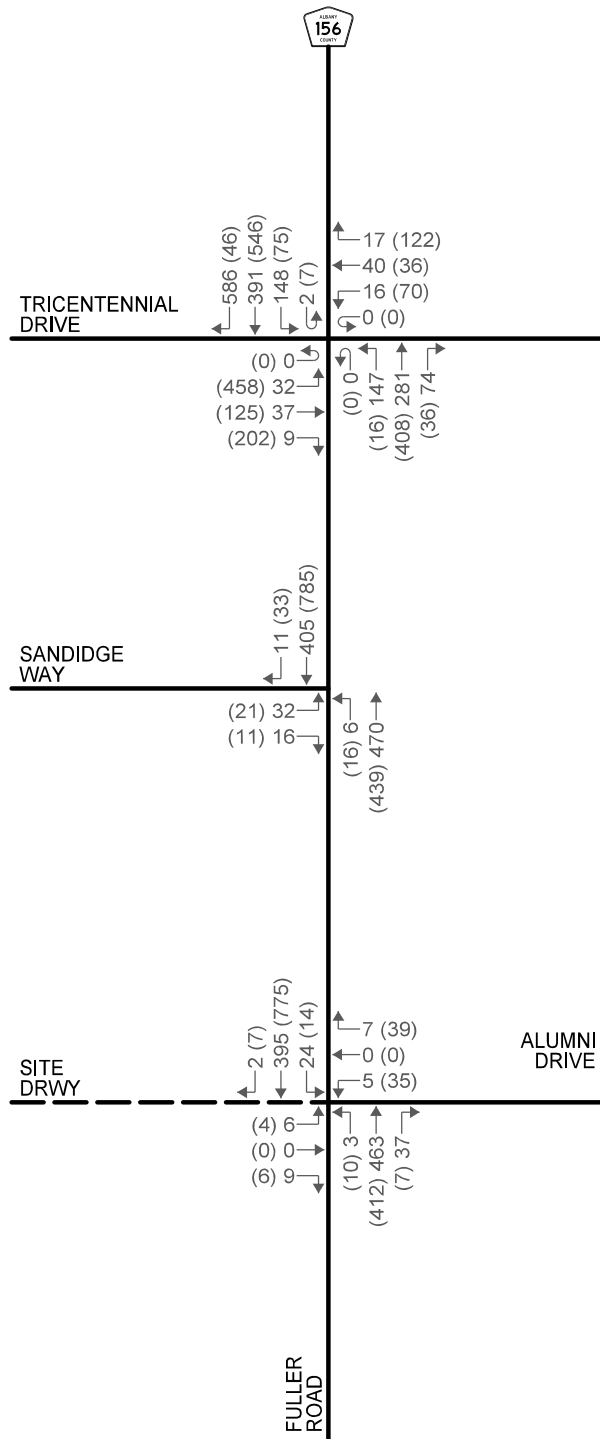 ALBANY
156
COUNTY
586 (46)
391 (546)
148 (75)
2 (7)
17 (122)
40 (36)
16 (70)
0 (0)
TRICENTENNIAL
DRIVE
(0) 0
(458) 32
(125) 37
(202) 9
(0) 0
(16) 147
(408) 281
(36) 74
11 (33)
405 (785)
SANDIDGE
WAY
(21) 32
(11) 16
(16) 6
(439) 470
2 (7)
395 (775)
24 (14)
7 (39)
0 (0)
5 (35)
ALUMNI
DRIVE
SITE
DRWY
(4) 6
(0) 0
(6) 9
(10) 3
(412) 463
(7) 37
FULLER
ROAD